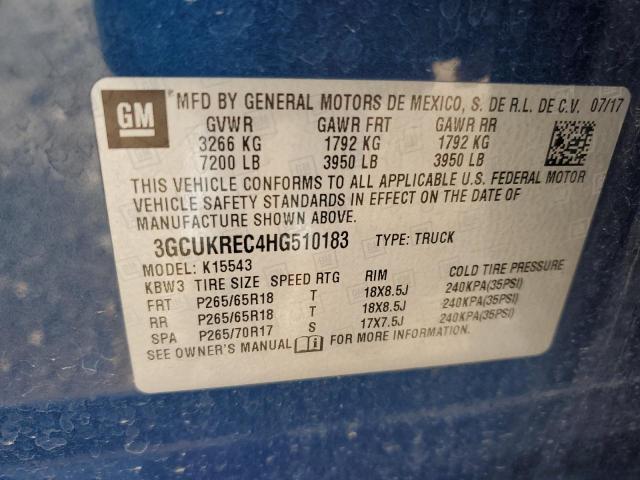 GM MFD BY GENERAL MOTORS DE MEXICO, S. DE R.L. DE C.V. 07/17
GVWR GAWR FRT GAWR RR
3266 KG 1792 KG 1792 KG
7200 LB 3950 LB 3950 LB
THIS VEHICLE CONFORMS TO ALL APPLICABLE U.S. FEDERAL MOTOR
VEHICLE SAFETY STANDARDS IN EFFECT ON THE DATE OF
MANUFACTURE SHOWN ABOVE.
3GCUKREC4HG510183 TYPE: TRUCK
MODEL: K15543
KBW3 TIRE SIZE SPEED RTG RIM COLD TIRE PRESSURE
FRT P265/65R18 T 18X8.5J 240KPA(35PSI)
RR P265/65R18 T 18X8.5J 240KPA(35PSI)
SPA P265/70R17 S 17X7.5J 240KPA(35PSI)
SEE OWNER'S MANUAL FOR MORE INFORMATION.